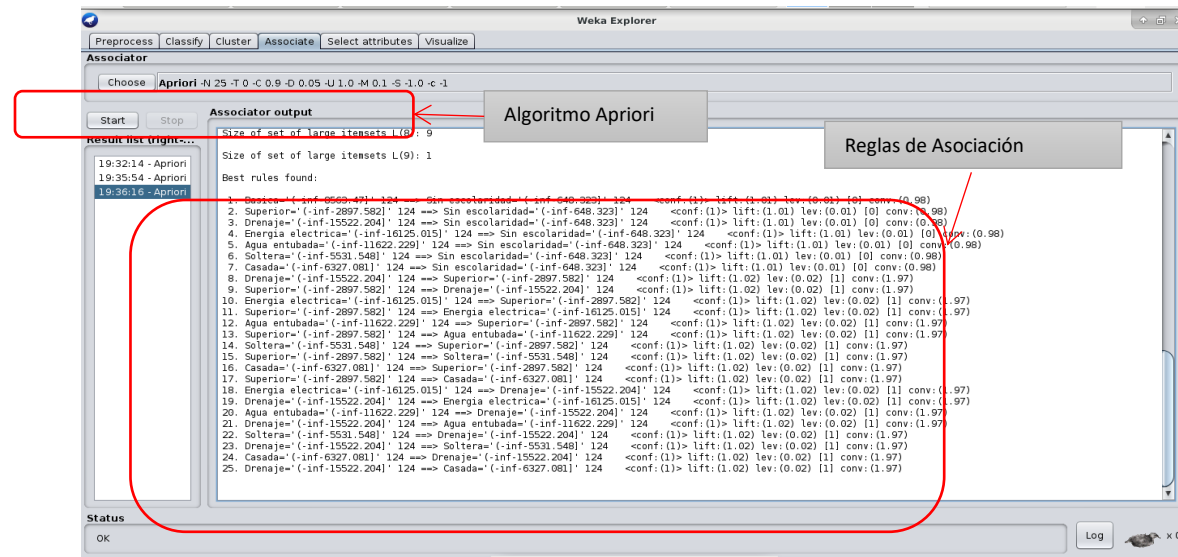 Weka Explorer
Preprocess Classify Cluster Associate Select attributes Visualize
Associator
Choose Apriori -N 25 -T 0 -C 0.9 -D 0.05 -U 1.0 -M 0.1 -S -1.0 -c -1
Start Stop
Associator output
Algoritmo Apriori
Result list (right-...
Reglas de Asociación
19:32:14 - Apriori
19:35:54 - Apriori
19:36:16 - Apriori
Size of set of large itemsets L(8): 9
Size of set of large itemsets L(9): 1
Best rules found:
1. Basica='(-inf-8563.47]' 124 ==> Sin escolaridad='(-inf-648.323]' 124 <conf:(1)> lift:(1.01) lev:(0.01) [0] conv:(0.98)
2. Superior='(-inf-2897.582]' 124 ==> Sin escolaridad='(-inf-648.323]' 124 <conf:(1)> lift:(1.01) lev:(0.01) [0] conv:(0.98)
3. Drenaje='(-inf-15522.204]' 124 ==> Sin escolaridad='(-inf-648.323]' 124 <conf:(1)> lift:(1.01) lev:(0.01) [0] conv:(0.98)
4. Energia electrica='(-inf-16125.015]' 124 ==> Sin escolaridad='(-inf-648.323]' 124 <conf:(1)> lift:(1.01) lev:(0.01) [0] conv:(0.98)
5. Agua entubada='(-inf-11622.229]' 124 ==> Sin escolaridad='(-inf-648.323]' 124 <conf:(1)> lift:(1.01) lev:(0.01) [0] conv:(0.98)
6. Soltera='(-inf-5531.548]' 124 ==> Sin escolaridad='(-inf-648.323]' 124 <conf:(1)> lift:(1.01) lev:(0.01) [0] conv:(0.98)
7. Casada='(-inf-6327.081]' 124 ==> Sin escolaridad='(-inf-648.323]' 124 <conf:(1)> lift:(1.01) lev:(0.01) [0] conv:(0.98)
8. Drenaje='(-inf-15522.204]' 124 ==> Superior='(-inf-2897.582]' 124 <conf:(1)> lift:(1.02) lev:(0.02) [1] conv:(1.97)
9. Superior='(-inf-2897.582]' 124 ==> Drenaje='(-inf-15522.204]' 124 <conf:(1)> lift:(1.02) lev:(0.02) [1] conv:(1.97)
10. Energia electrica='(-inf-16125.015]' 124 ==> Superior='(-inf-2897.582]' 124 <conf:(1)> lift:(1.02) lev:(0.02) [1] conv:(1.97)
11. Superior='(-inf-2897.582]' 124 ==> Energia electrica='(-inf-16125.015]' 124 <conf:(1)> lift:(1.02) lev:(0.02) [1] conv:(1.97)
12. Agua entubada='(-inf-11622.229]' 124 ==> Superior='(-inf-2897.582]' 124 <conf:(1)> lift:(1.02) lev:(0.02) [1] conv:(1.97)
13. Superior='(-inf-2897.582]' 124 ==> Agua entubada='(-inf-11622.229]' 124 <conf:(1)> lift:(1.02) lev:(0.02) [1] conv:(1.97)
14. Soltera='(-inf-5531.548]' 124 ==> Superior='(-inf-2897.582]' 124 <conf:(1)> lift:(1.02) lev:(0.02) [1] conv:(1.97)
15. Superior='(-inf-2897.582]' 124 ==> Soltera='(-inf-5531.548]' 124 <conf:(1)> lift:(1.02) lev:(0.02) [1] conv:(1.97)
16. Casada='(-inf-6327.081]' 124 ==> Superior='(-inf-2897.582]' 124 <conf:(1)> lift:(1.02) lev:(0.02) [1] conv:(1.97)
17. Superior='(-inf-2897.582]' 124 ==> Casada='(-inf-6327.081]' 124 <conf:(1)> lift:(1.02) lev:(0.02) [1] conv:(1.97)
18. Energia electrica='(-inf-16125.015]' 124 ==> Drenaje='(-inf-15522.204]' 124 <conf:(1)> lift:(1.02) lev:(0.02) [1] conv:(1.97)
19. Drenaje='(-inf-15522.204]' 124 ==> Energia electrica='(-inf-16125.015]' 124 <conf:(1)> lift:(1.02) lev:(0.02) [1] conv:(1.97)
20. Agua entubada='(-inf-11622.229]' 124 ==> Drenaje='(-inf-15522.204]' 124 <conf:(1)> lift:(1.02) lev:(0.02) [1] conv:(1.97)
21. Drenaje='(-inf-15522.204]' 124 ==> Agua entubada='(-inf-11622.229]' 124 <conf:(1)> lift:(1.02) lev:(0.02) [1] conv:(1.97)
22. Soltera='(-inf-5531.548]' 124 ==> Drenaje='(-inf-15522.204]' 124 <conf:(1)> lift:(1.02) lev:(0.02) [1] conv:(1.97)
23. Drenaje='(-inf-15522.204]' 124 ==> Soltera='(-inf-5531.548]' 124 <conf:(1)> lift:(1.02) lev:(0.02) [1] conv:(1.97)
24. Casada='(-inf-6327.081]' 124 ==> Drenaje='(-inf-15522.204]' 124 <conf:(1)> lift:(1.02) lev:(0.02) [1] conv:(1.97)
25. Drenaje='(-inf-15522.204]' 124 ==> Casada='(-inf-6327.081]' 124 <conf:(1)> lift:(1.02) lev:(0.02) [1] conv:(1.97)
Status
OK
Log
x 0